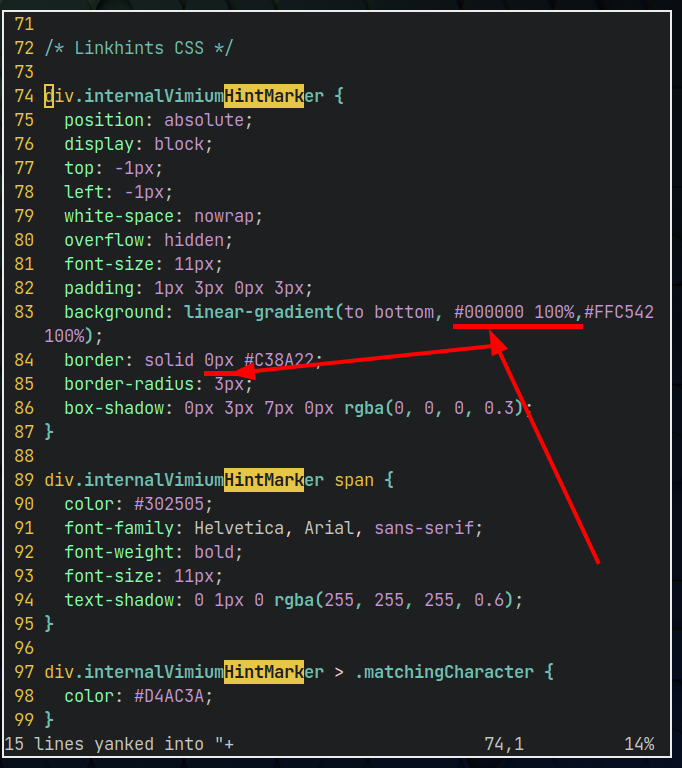 71
72 /* Linkhints CSS */
73
74 div.internalVimiumHintMarker {
75   position: absolute;
76   display: block;
77   top: -1px;
78   left: -1px;
79   white-space: nowrap;
80   overflow: hidden;
81   font-size: 11px;
82   padding: 1px 3px 0px 3px;
83   background: linear-gradient(to bottom, #000000 100%,#FFC542
100%);
84   border: solid 0px #C38A22;
85   border-radius: 3px;
86   box-shadow: 0px 3px 7px 0px rgba(0, 0, 0, 0.3);
87 }
88
89 div.internalVimiumHintMarker span {
90   color: #302505;
91   font-family: Helvetica, Arial, sans-serif;
92   font-weight: bold;
93   font-size: 11px;
94   text-shadow: 0 1px 0 rgba(255, 255, 255, 0.6);
95 }
96
97 div.internalVimiumHintMarker > .matchingCharacter {
98   color: #D4AC3A;
99 }
15 lines yanked into "+ 74,1 14%